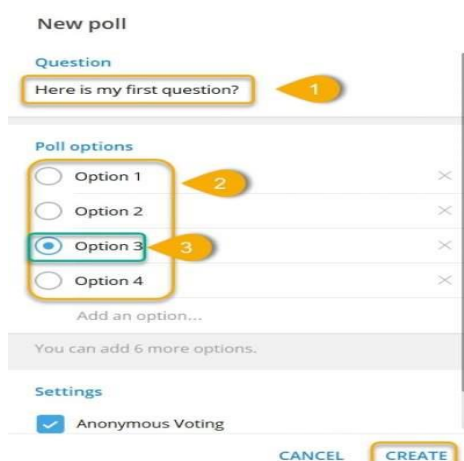 New poll
Question
Here is my first question?
1
Poll options
Option 1
2
Option 2
Option 3
3
Option 4
Add an option...
You can add 6 more options.
Settings
Anonymous Voting
CANCEL CREATE